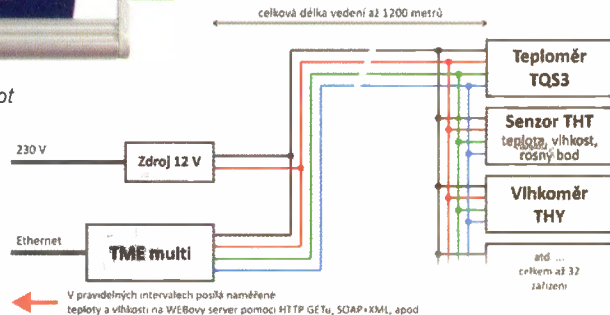 celková délka vedení až 1200 metrů
ot
Teploměr
TQS3
Senzor THT
teplota, vlhkost,
rosný bod
230 V
Zdroj 12 V
Vlhkoměr
THY
Ethernet
TME multi
atd ...
celkem až 32
zařízení
V pravidelných intervalech posílá naměřené
teploty a vlhkosti na WEBový server pomocí HTTP GETu, SOAP+XML, apod